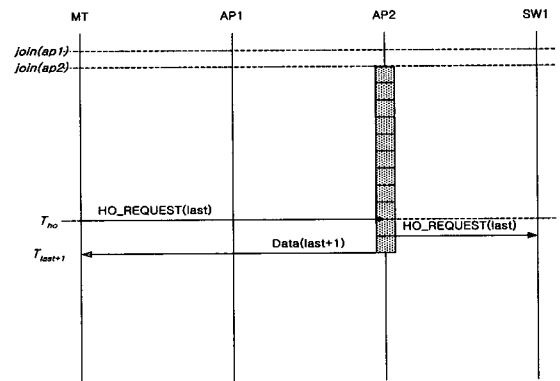 MT AP1 AP2 SW1
join(ap1)
join(ap2)
HO_REQUEST(last)
T_ho
HO_REQUEST(last)
Data(last+1)
T_last+1